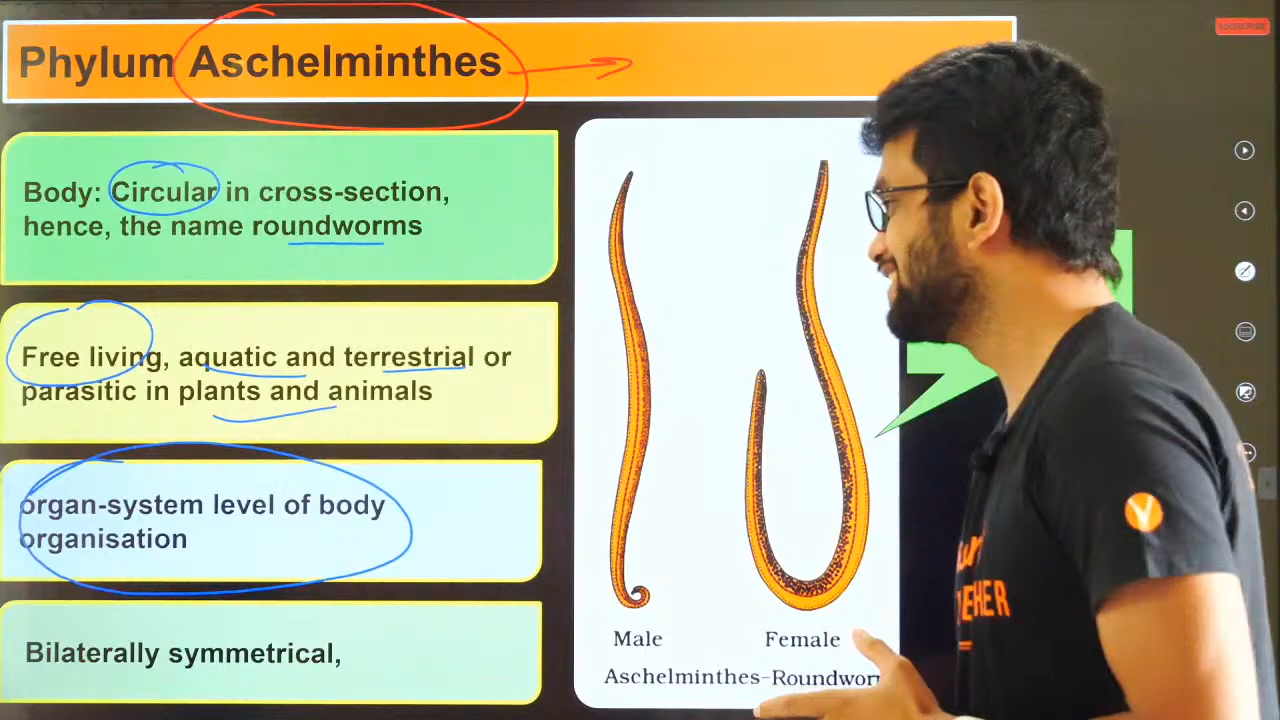 SUBSCRIBE
Phylum Aschelminthes
Body: Circular in cross-section,
hence, the name roundworms
Free living, aquatic and terrestrial or
parasitic in plants and animals
organ-system level of body
organisation
Bilaterally symmetrical,
Male Female
Aschelminthes-Roundwor